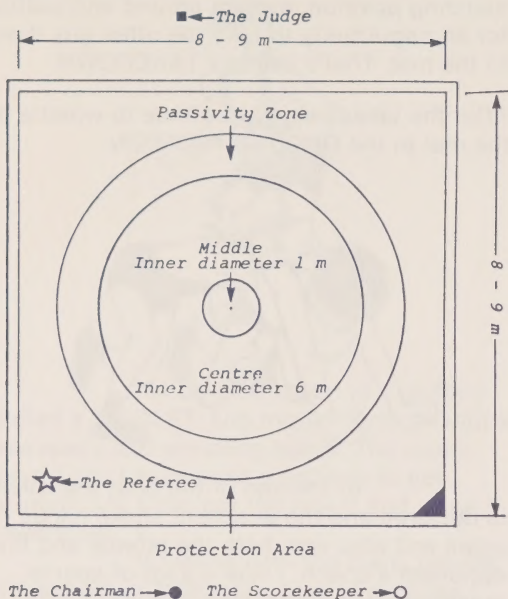 The Judge
8 - 9 m
Passivity Zone
Middle
Inner diameter 1 m
8 - 9 m
Centre
Inner diameter 6 m
The Referee
Protection Area
The Chairman The Scorekeeper